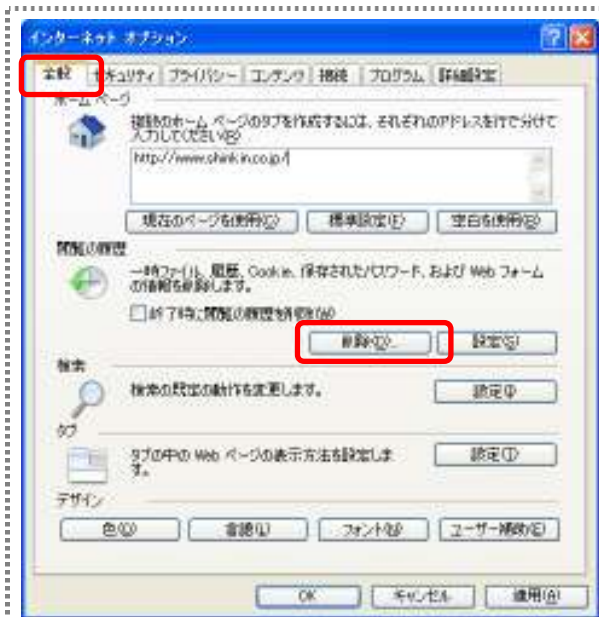 インターネット オプション
全般 セキュリティ プライバシー コンテンツ 接続 プログラム 詳細設定
ホーム ページ
複数のホーム ページのタブを作成するには、それぞれのアドレスを行で分けて
入力してください(R)
http://www.shinkin.co.jp/
現在のページを使用(C) 標準設定(F) 空白を使用(B)
閲覧の履歴
一時ファイル、履歴、Cookie、保存されたパスワード、および Web フォーム
の情報を削除します。
終了時に閲覧の履歴を削除する(W)
削除(D)... 設定(S)
検索
検索の既定の動作を変更します。 設定(I)
タブ
タブの中の Web ページの表示方法を設定しま
す。
設定(T)
デザイン
色(O) 言語(L) フォント(N) ユーザー補助(E)
OK キャンセル 適用(A)